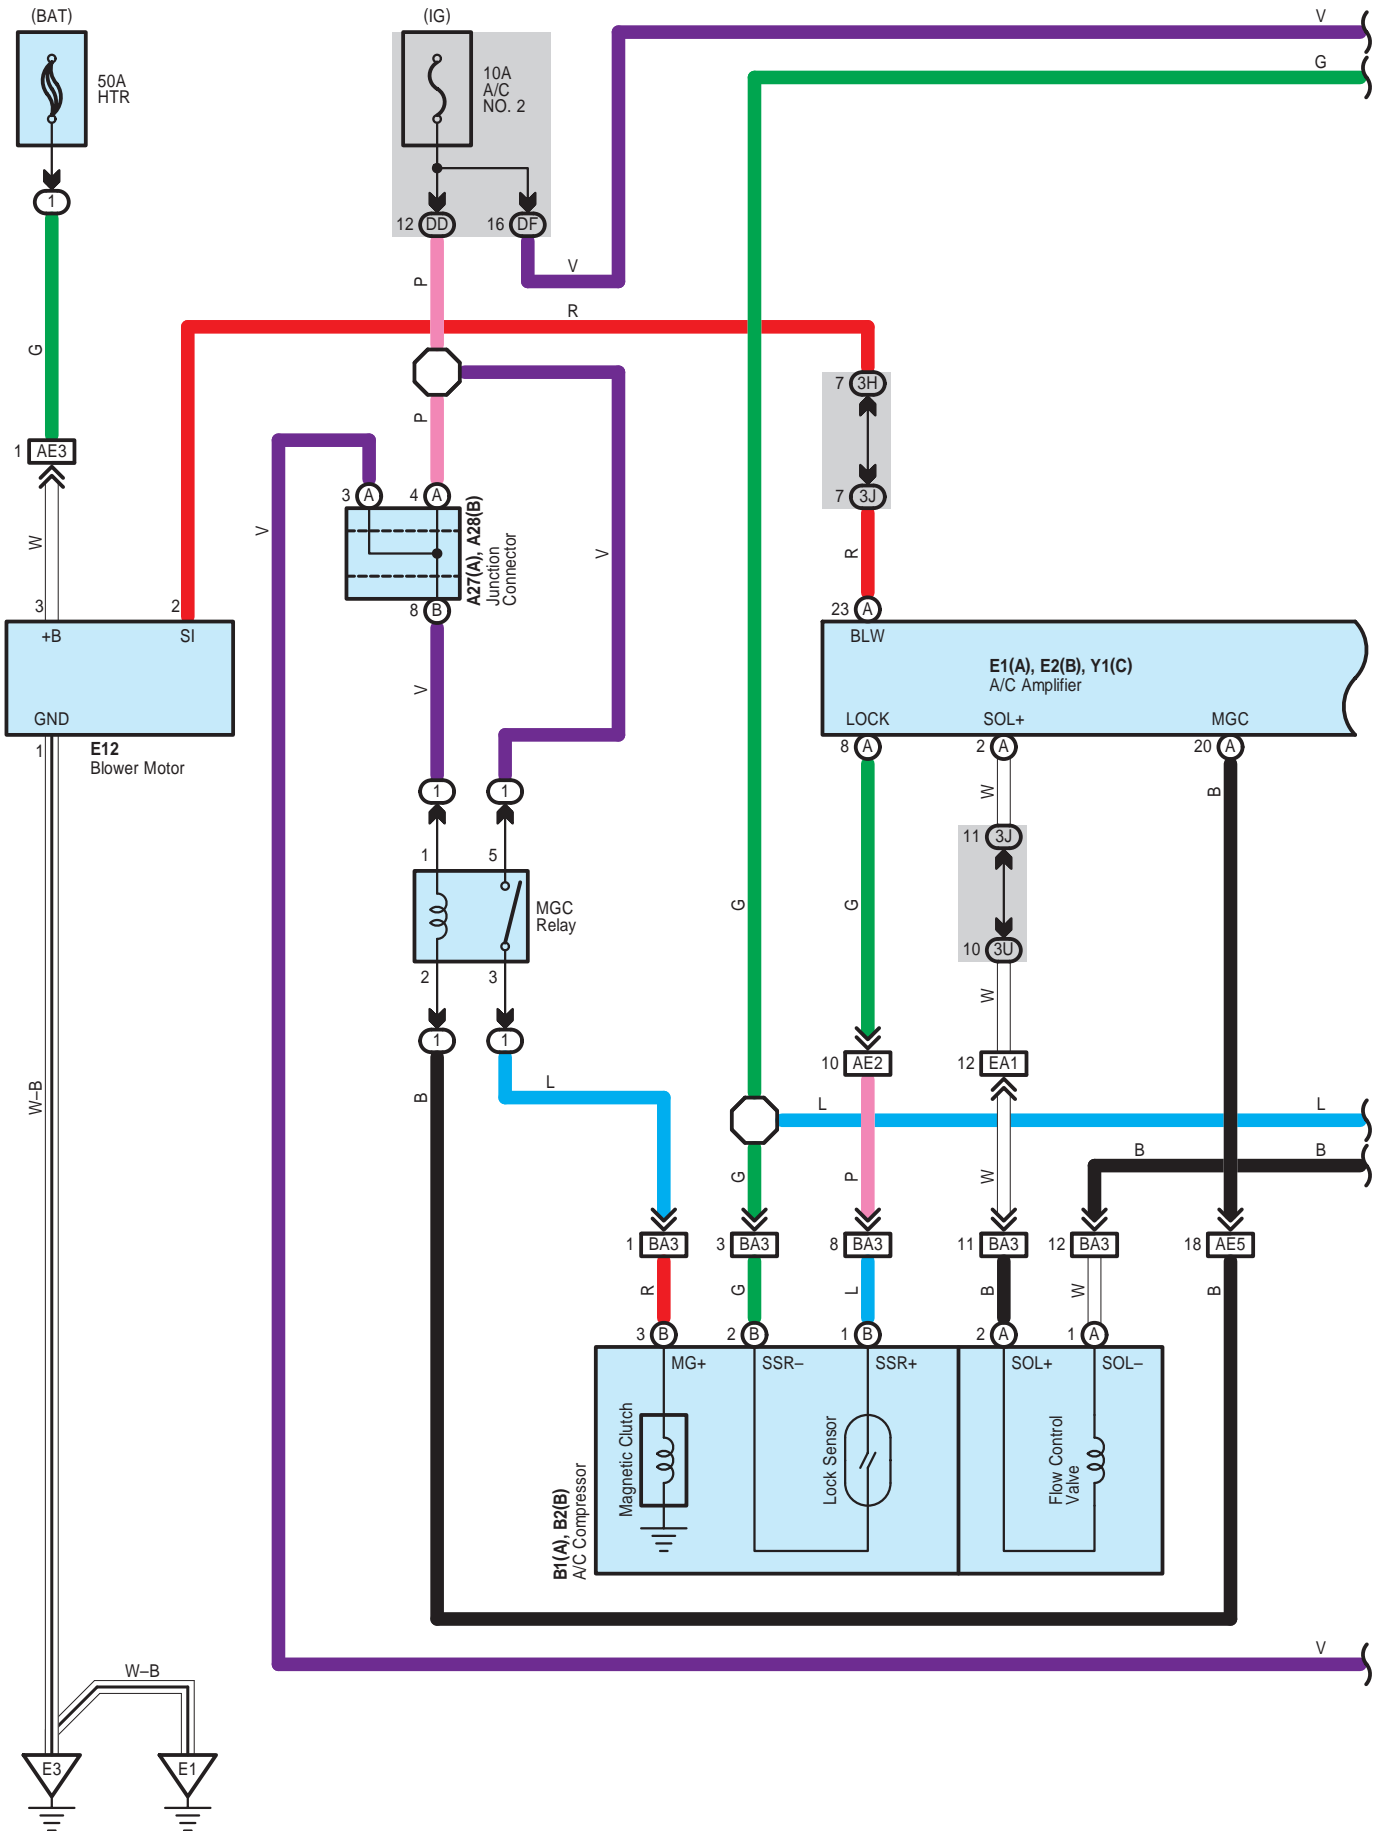 (BAT)
(IG)
V
G
50A
HTR
10A
A/C
NO. 2
1
12 DD
16 DF
V
P
R
G
P
7 3H
7 3J
1 AE3
3 A
4 A
A27(A), A28(B)
Junction
Connector
V
V
W
R
8 B
3
2
23 A
+B
SI
BLW
E1(A), E2(B), Y1(C)
A/C Amplifier
V
GND
LOCK
SOL+
MGC
1
E12
Blower Motor
8 A
2 A
20 A
1
1
W
B
11 3J
1
5
MGC
Relay
G
G
10 3U
2
3
W
1
1
10 AE2
12 EA1
L
B
W–B
L
L
B
B
G
P
W
1 BA3
3 BA3
8 BA3
11 BA3
12 BA3
18 AE5
R
G
L
B
W
B
3 B
2 B
1 B
2 A
1 A
MG+
SSR–
SSR+
SOL+
SOL–
Magnetic Clutch
Lock Sensor
Flow Control
Valve
B1(A), B2(B)
A/C Compressor
V
W–B
E3
E1